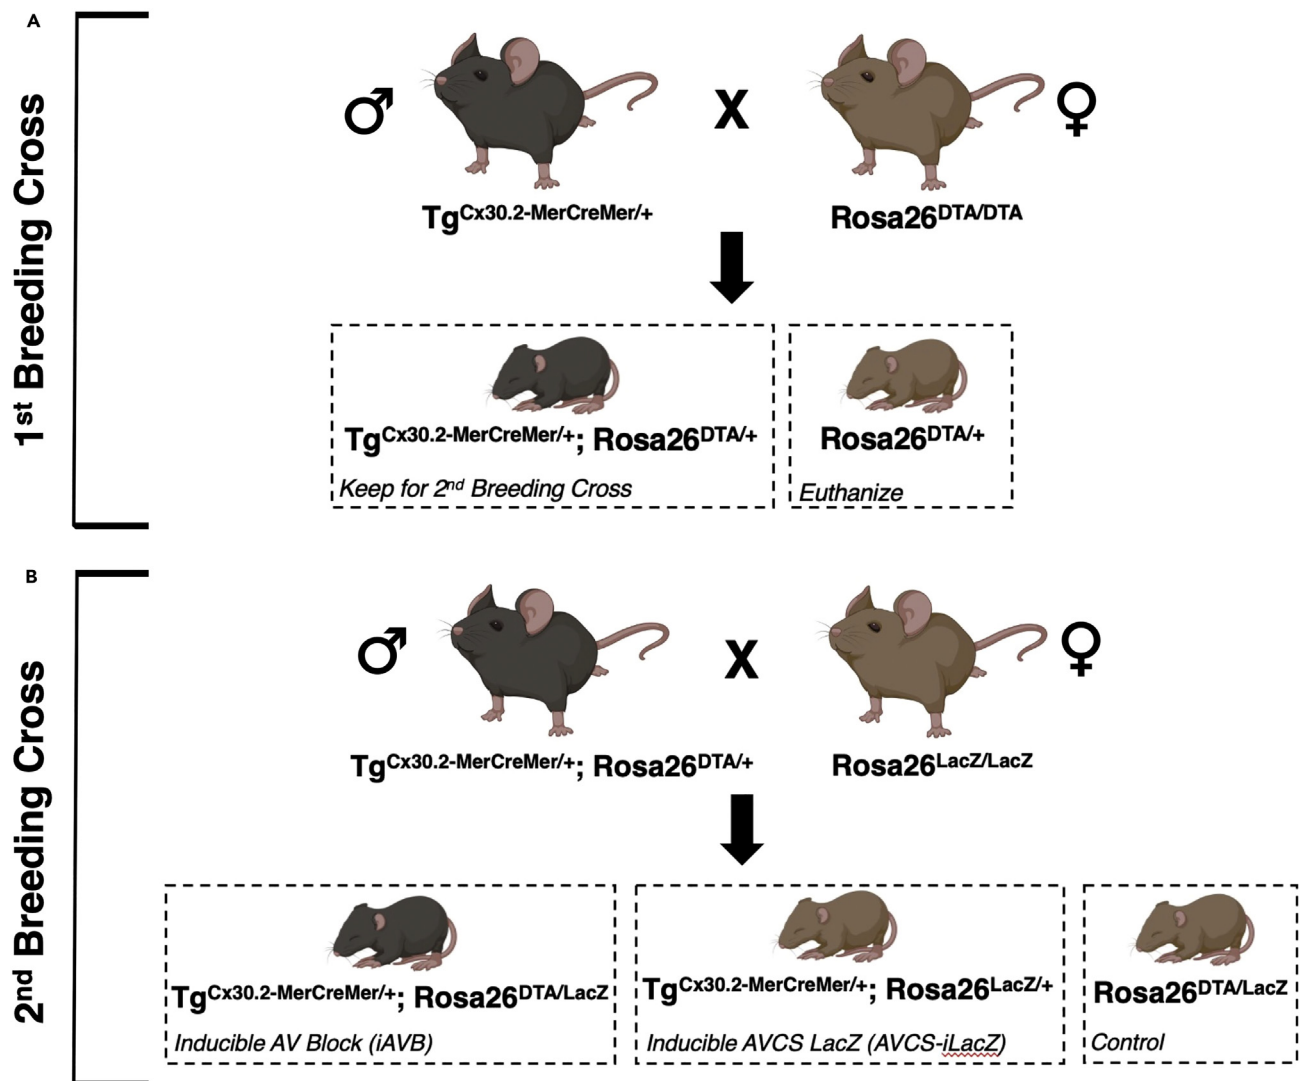 A
1st Breeding Cross
♂ X ♀
TgCx30.2-MerCreMer/+
Rosa26DTA/DTA
TgCx30.2-MerCreMer/+; Rosa26DTA/+
Keep for 2nd Breeding Cross
Rosa26DTA/+
Euthanize
B
2nd Breeding Cross
♂ X ♀
TgCx30.2-MerCreMer/+; Rosa26DTA/+
Rosa26LacZ/LacZ
TgCx30.2-MerCreMer/+; Rosa26DTA/LacZ
Inducible AV Block (iAVB)
TgCx30.2-MerCreMer/+; Rosa26LacZ/+
Inducible AVCS LacZ (AVCS-iLacZ)
Rosa26DTA/LacZ
Control